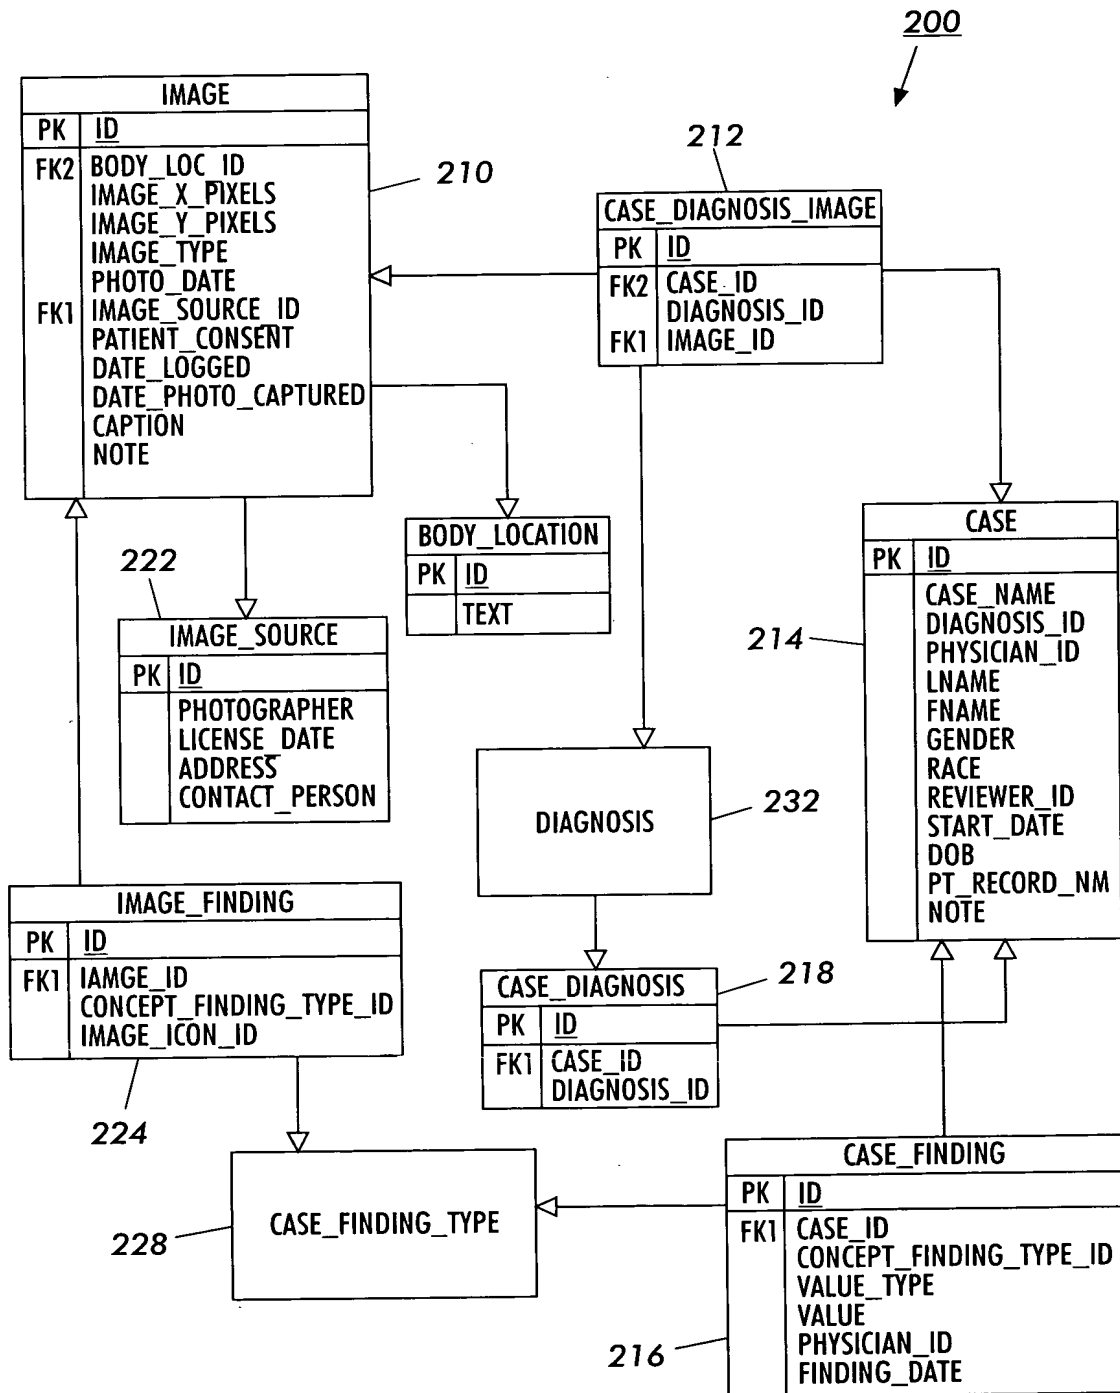 200
IMAGE
PK ID
FK2 BODY_LOC_ID
IMAGE_X_PIXELS
IMAGE_Y_PIXELS
IMAGE_TYPE
PHOTO_DATE
FK1 IMAGE_SOURCE_ID
PATIENT_CONSENT
DATE_LOGGED
DATE_PHOTO_CAPTURED
CAPTION
NOTE
210
212
CASE_DIAGNOSIS_IMAGE
PK ID
FK2 CASE_ID
DIAGNOSIS_ID
FK1 IMAGE_ID
BODY_LOCATION
PK ID
TEXT
222
IMAGE_SOURCE
PK ID
PHOTOGRAPHER
LICENSE_DATE
ADDRESS
CONTACT_PERSON
CASE
PK ID
CASE_NAME
DIAGNOSIS_ID
PHYSICIAN_ID
LNAME
FNAME
GENDER
RACE
REVIEWER_ID
START_DATE
DOB
PT_RECORD_NM
NOTE
214
DIAGNOSIS
232
IMAGE_FINDING
PK ID
FK1 IAMGE_ID
CONCEPT_FINDING_TYPE_ID
IMAGE_ICON_ID
224
CASE_DIAGNOSIS
PK ID
FK1 CASE_ID
DIAGNOSIS_ID
218
CASE_FINDING_TYPE
228
CASE_FINDING
PK ID
FK1 CASE_ID
CONCEPT_FINDING_TYPE_ID
VALUE_TYPE
VALUE
PHYSICIAN_ID
FINDING_DATE
216